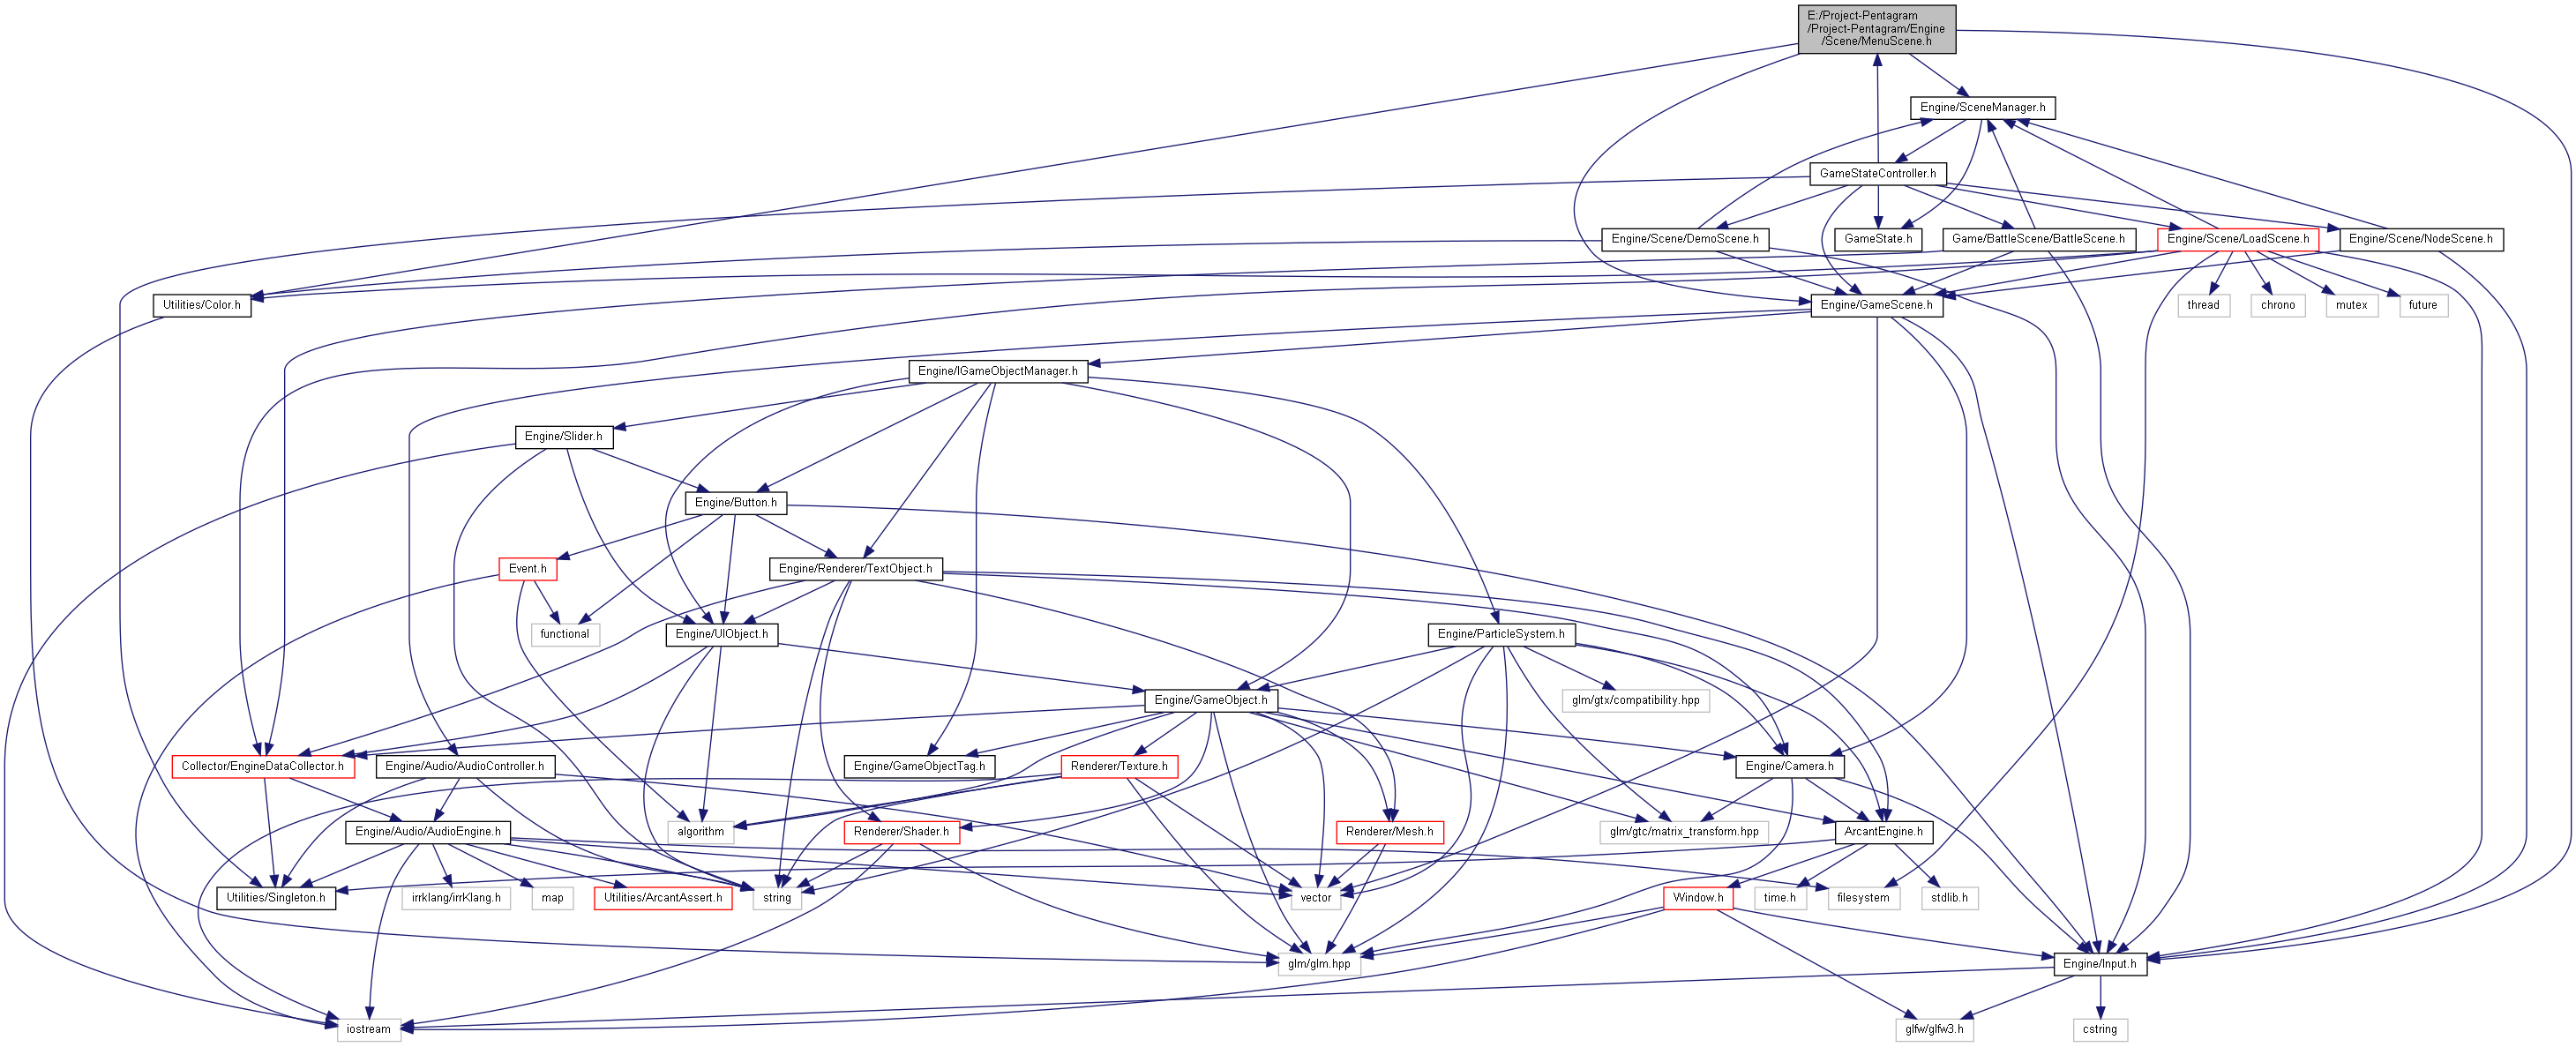 E:/Project-Pentagram
/Project-Pentagram/Engine
/Scene/MenuScene.h
Engine/SceneManager.h
GameStateController.h
Engine/Scene/DemoScene.h
GameState.h
Game/BattleScene/BattleScene.h
Engine/Scene/LoadScene.h
Engine/Scene/NodeScene.h
Utilities/Color.h
Engine/GameScene.h
thread
chrono
mutex
future
Engine/IGameObjectManager.h
Engine/Slider.h
Engine/Button.h
Event.h
Engine/Renderer/TextObject.h
functional
Engine/UIObject.h
Engine/ParticleSystem.h
Engine/GameObject.h
glm/gtx/compatibility.hpp
Collector/EngineDataCollector.h
Engine/Audio/AudioController.h
Engine/GameObjectTag.h
Renderer/Texture.h
Engine/Camera.h
Engine/Audio/AudioEngine.h
algorithm
Renderer/Shader.h
Renderer/Mesh.h
glm/gtc/matrix_transform.hpp
ArcantEngine.h
Utilities/Singleton.h
irrklang/irrKlang.h
map
Utilities/ArcantAssert.h
string
vector
Window.h
time.h
filesystem
stdlib.h
glm/glm.hpp
Engine/Input.h
iostream
glfw/glfw3.h
cstring